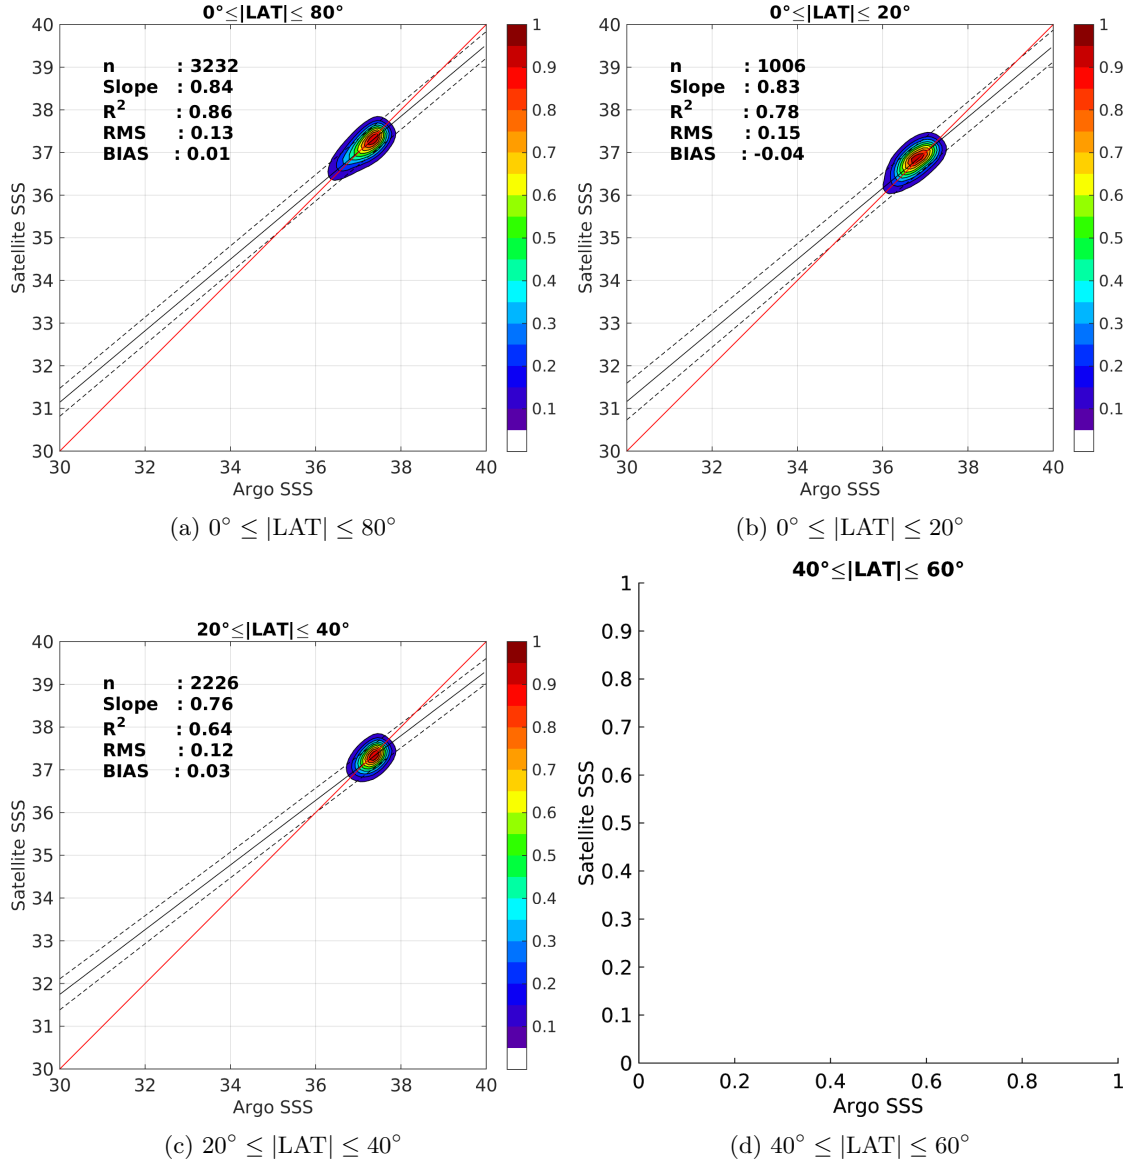 0°≤|LAT|≤ 80°
40
39
38
37
36
35
34
33
32
31
30
n : 3232
Slope : 0.84
R² : 0.86
RMS : 0.13
BIAS : 0.01
Satellite SSS
30 32 34 36 38 40
Argo SSS
1
0.9
0.8
0.7
0.6
0.5
0.4
0.3
0.2
0.1
(a) 0° ≤ |LAT| ≤ 80°
0°≤|LAT|≤ 20°
40
39
38
37
36
35
34
33
32
31
30
n : 1006
Slope : 0.83
R² : 0.78
RMS : 0.15
BIAS : -0.04
Satellite SSS
30 32 34 36 38 40
Argo SSS
1
0.9
0.8
0.7
0.6
0.5
0.4
0.3
0.2
0.1
(b) 0° ≤ |LAT| ≤ 20°
20°≤|LAT|≤ 40°
40
39
38
37
36
35
34
33
32
31
30
n : 2226
Slope : 0.76
R² : 0.64
RMS : 0.12
BIAS : 0.03
Satellite SSS
30 32 34 36 38 40
Argo SSS
1
0.9
0.8
0.7
0.6
0.5
0.4
0.3
0.2
0.1
(c) 20° ≤ |LAT| ≤ 40°
40°≤|LAT|≤ 60°
1
0.9
0.8
0.7
0.6
0.5
0.4
0.3
0.2
0.1
0
Satellite SSS
0 0.2 0.4 0.6 0.8 1
Argo SSS
(d) 40° ≤ |LAT| ≤ 60°